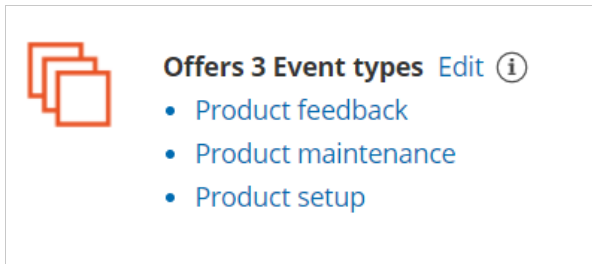 Offers 3 Event types Edit i
• Product feedback
• Product maintenance
• Product setup